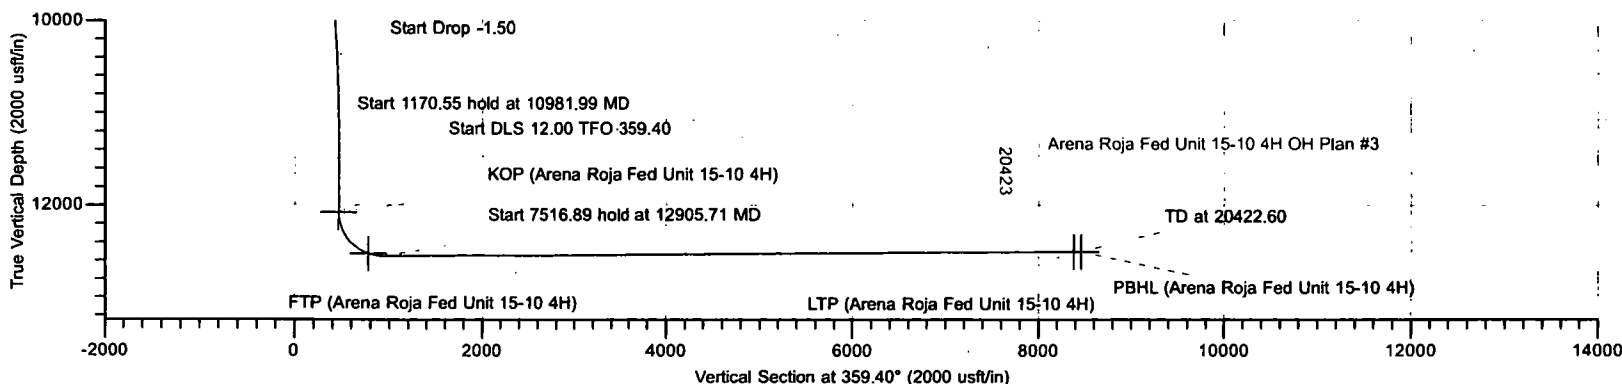 10000
Start Drop -1.50
Start 1170.55 hold at 10981.99 MD
Start DLS 12.00 TFO 359.40
Arena Roja Fed Unit 15-10 4H OH Plan #3
20423
KOP (Arena Roja Fed Unit 15-10 4H)
12000
Start 7516.89 hold at 12905.71 MD
TD at 20422.60
PBHL (Arena Roja Fed Unit 15-10 4H)
FTP (Arena Roja Fed Unit 15-10 4H)
LTP (Arena Roja Fed Unit 15-10 4H)
True Vertical Depth (2000 usft/in)
-2000 0 2000 4000 6000 8000 10000 12000 14000
Vertical Section at 359.40° (2000 usft/in)